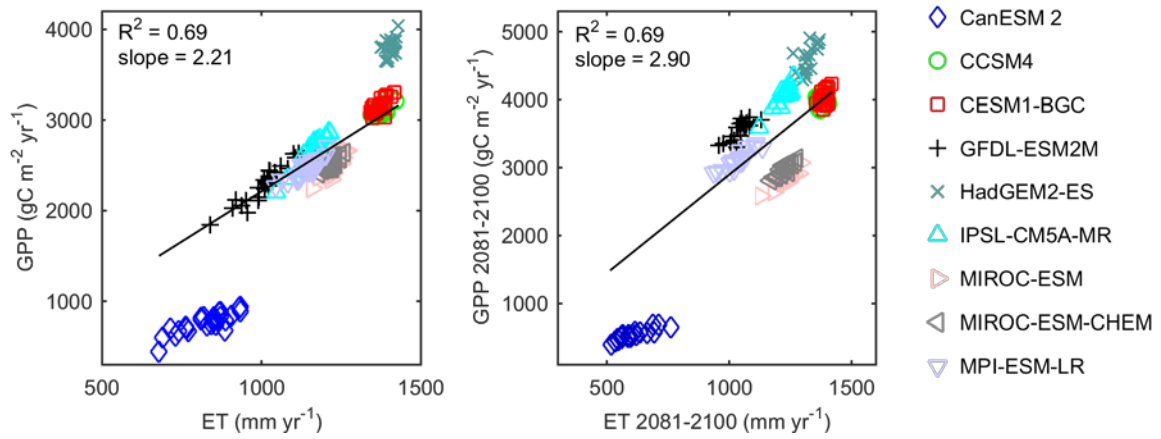 R² = 0.69
slope = 2.21
GPP (gC m⁻² yr⁻¹)
4000
3000
2000
1000
500
1000
1500
ET (mm yr⁻¹)
R² = 0.69
slope = 2.90
GPP 2081-2100 (gC m⁻² yr⁻¹)
5000
4000
3000
2000
1000
500
1000
1500
ET 2081-2100 (mm yr⁻¹)
CanESM 2
CCSM4
CESM1-BGC
GFDL-ESM2M
HadGEM2-ES
IPSL-CM5A-MR
MIROC-ESM
MIROC-ESM-CHEM
MPI-ESM-LR